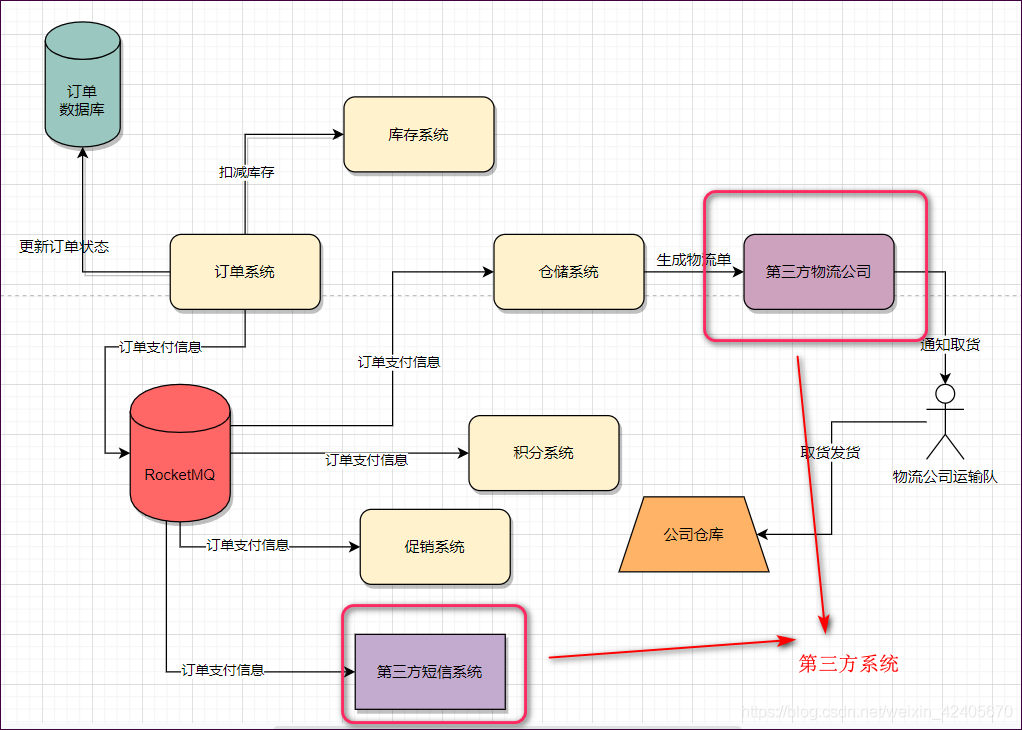 订单
数据库
库存系统
扣减库存
更新订单状态
订单系统
仓储系统
生成物流单
第三方物流公司
订单支付信息
订单支付信息
通知取货
RocketMQ
订单支付信息
积分系统
取货发货
物流公司运输队
公司仓库
订单支付信息
促销系统
订单支付信息
第三方短信系统
第三方系统
https://blog.csdn.net/weixin_42405670